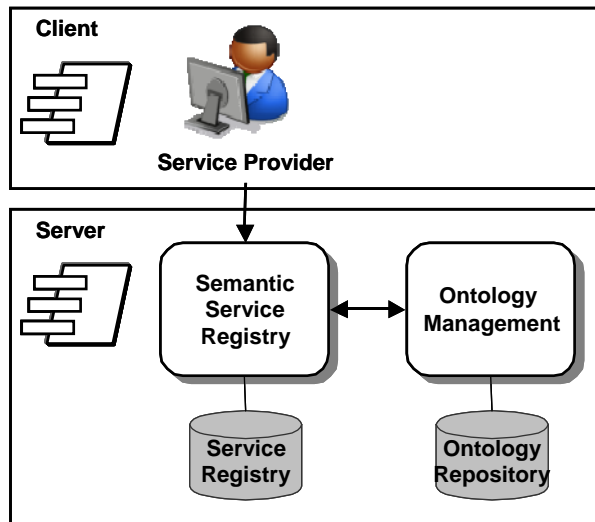 Client
Service Provider
Server
Semantic
Service
Registry
Ontology
Management
Service
Registry
Ontology
Repository